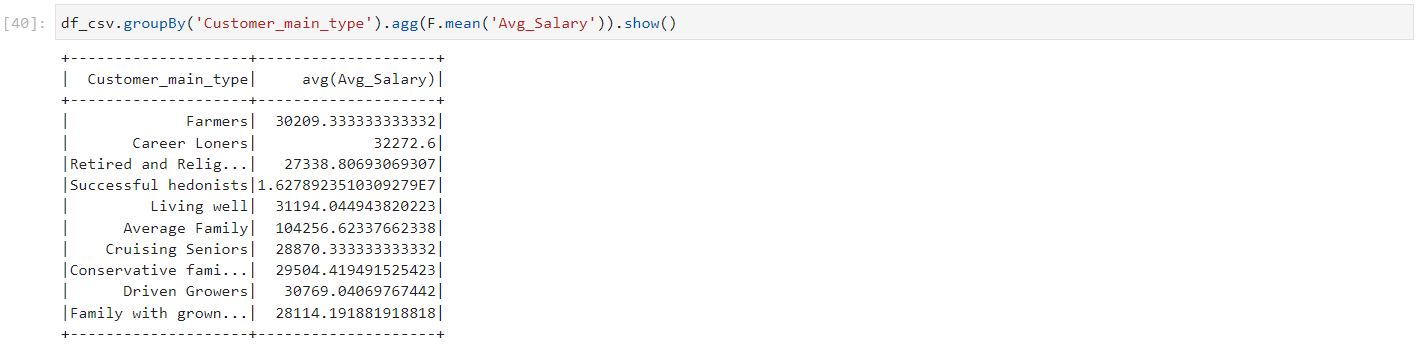 [40]: df_csv.groupBy('Customer_main_type').agg(F.mean('Avg_Salary')).show()
+--------------------+--------------------+
|  Customer_main_type|     avg(Avg_Salary)|
+--------------------+--------------------+
|             Farmers|  30209.333333333332|
|       Career Loners|             32272.6|
|Retired and Relig...|   27338.80693069307|
|Successful hedonists|1.6278923510309279E7|
|         Living well|  31194.044943820223|
|      Average Family|  104256.62337662338|
|    Cruising Seniors|  28870.333333333332|
|Conservative fami...|  29504.419491525423|
|      Driven Growers|   30769.04069767442|
|Family with grown...|  28114.191881918818|
+--------------------+--------------------+